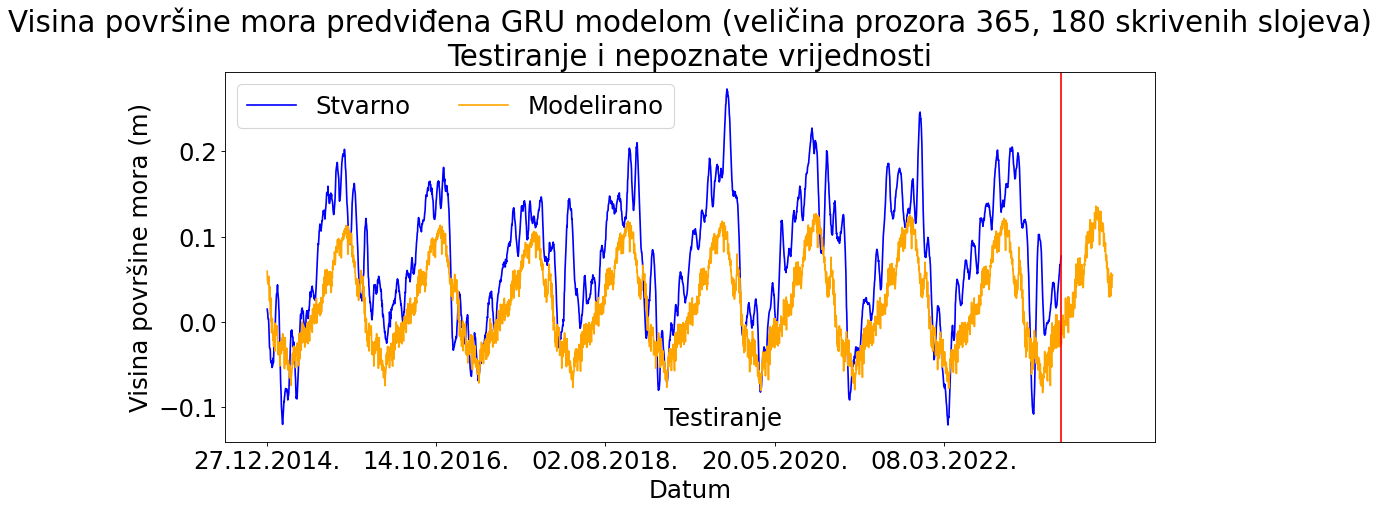 Visina površine mora predviđena GRU modelom (veličina prozora 365, 180 skrivenih slojeva)
Testiranje i nepoznate vrijednosti
Stvarno Modelirano
Visina površine mora (m)
0.2
0.1
0.0
−0.1
Testiranje
27.12.2014. 14.10.2016. 02.08.2018. 20.05.2020. 08.03.2022.
Datum